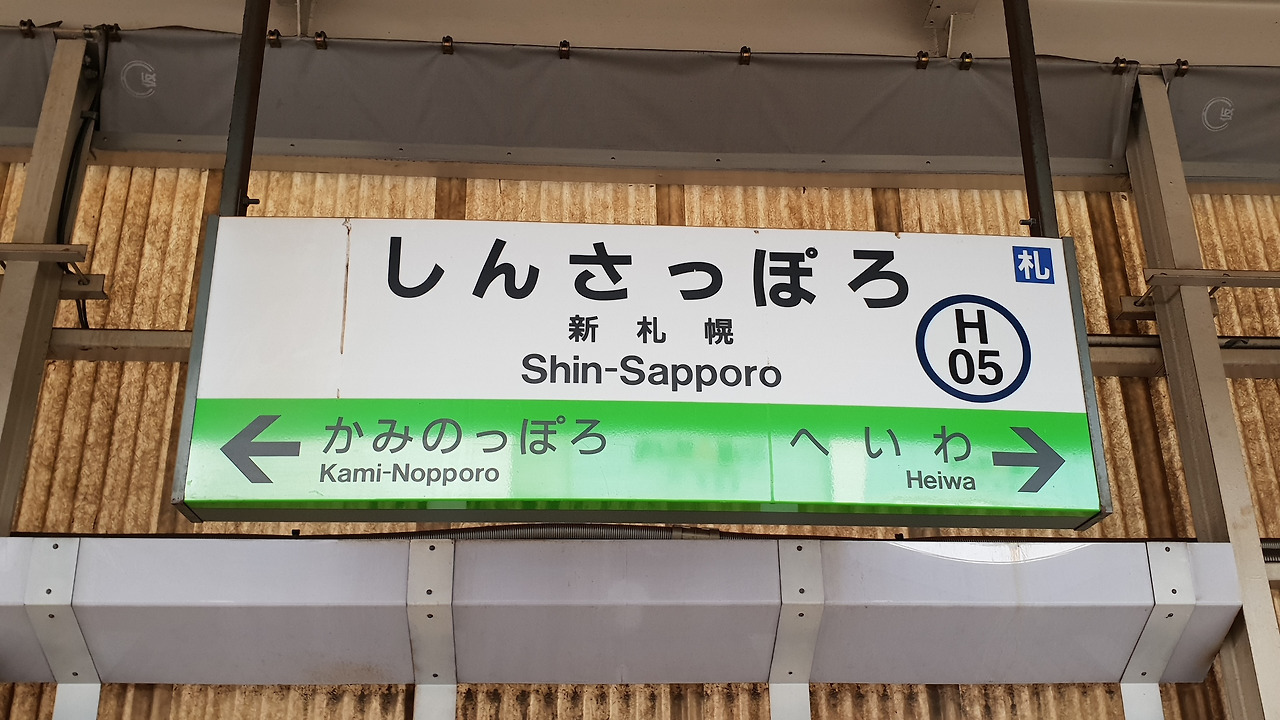 しんさっぽろ
札
新札幌
Shin-Sapporo
H
05
かみのっぽろ
Kami-Nopporo
へいわ
Heiwa